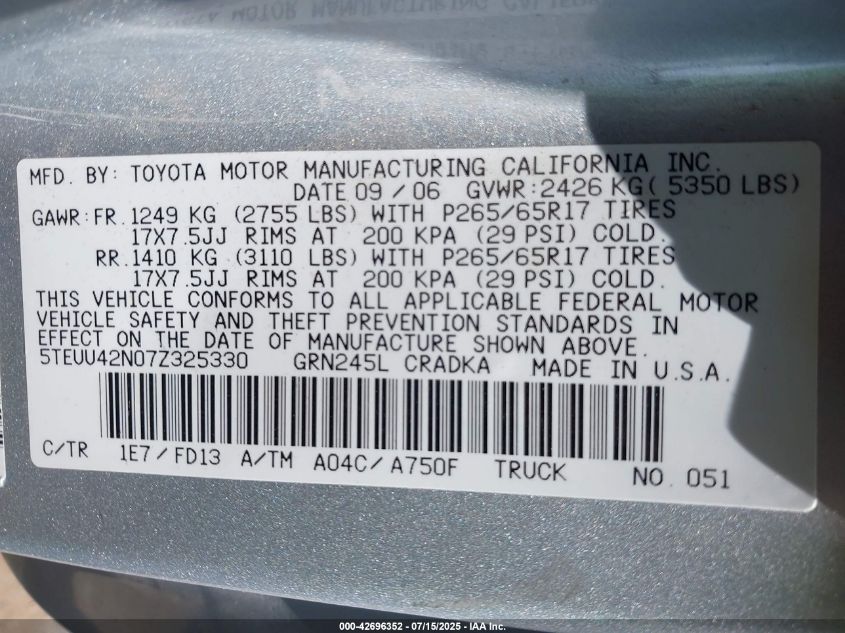 MFD. BY: TOYOTA MOTOR MANUFACTURING CALIFORNIA INC.
DATE 09 / 06 GVWR: 2426 KG( 5350 LBS)
GAWR: FR. 1249 KG (2755 LBS) WITH P265/65R17 TIRES
17X7.5JJ RIMS AT 200 KPA (29 PSI) COLD.
RR. 1410 KG (3110 LBS) WITH P265/65R17 TIRES
17X7.5JJ RIMS AT 200 KPA (29 PSI) COLD.
THIS VEHICLE CONFORMS TO ALL APPLICABLE FEDERAL MOTOR
VEHICLE SAFETY AND THEFT PREVENTION STANDARDS IN
EFFECT ON THE DATE OF MANUFACTURE SHOWN ABOVE.
5TEUU42N07Z325330 GRN245L CRADKA MADE IN U.S.A.
C/TR 1E7 / FD13 A/TM A04C / A750F TRUCK NO. 051
000-42696352 - 07/15/2025 - IAA Inc.